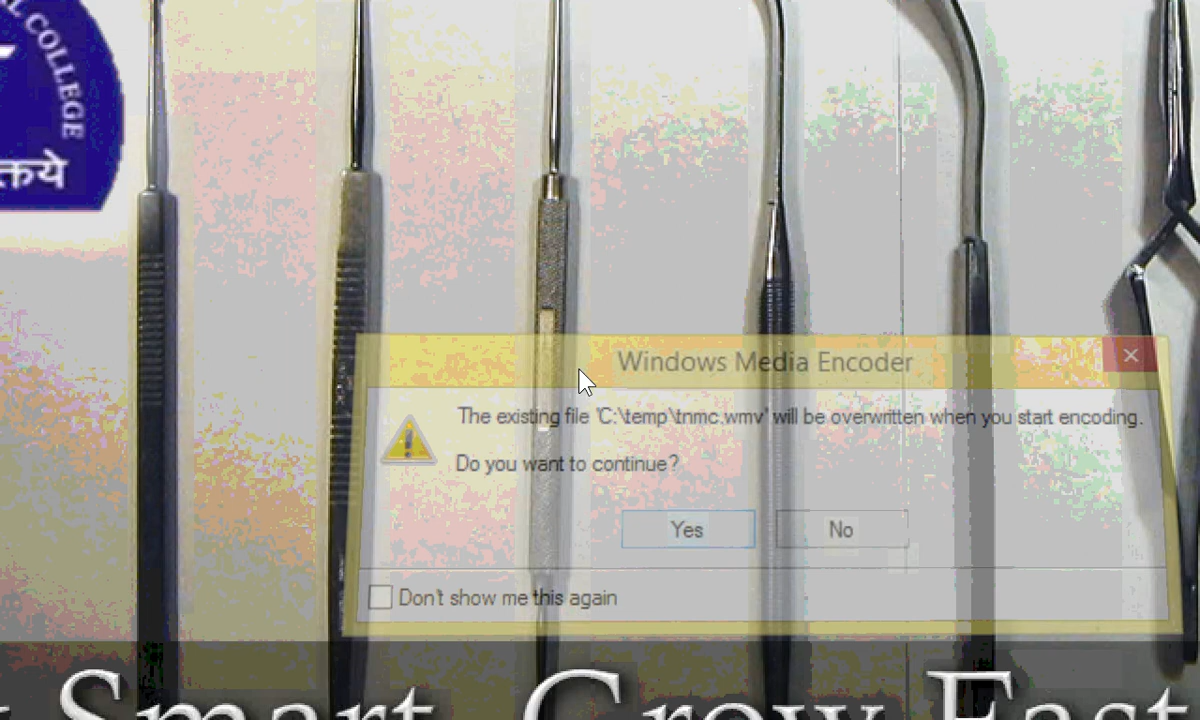 COLLEGE
Windows Media Encoder
The existing file 'C:\temp\tnmc.wmv' will be overwritten when you start encoding.
Do you want to continue?
Yes No
Don't show me this again
Smart Grow Fast